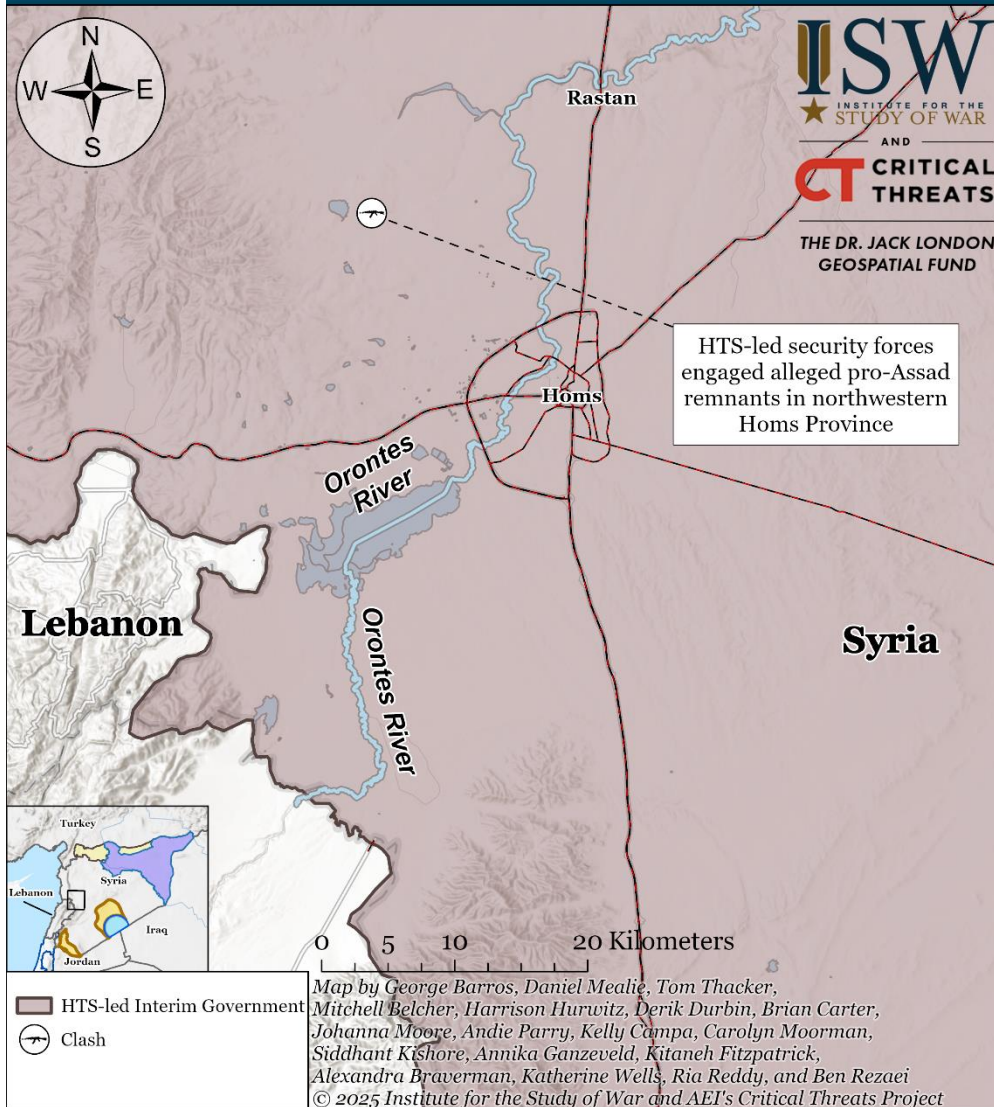 N
W
E
S
ISW
INSTITUTE FOR THE
STUDY OF WAR
AND
CT CRITICAL
THREATS
THE DR. JACK LONDON
GEOSPATIAL FUND
Rastan
HTS-led security forces
engaged alleged pro-Assad
remnants in northwestern
Homs Province
Homs
Orontes
River
Lebanon
Orontes River
Syria
Turkey
Syria
Lebanon
Iraq
Jordan
0 5 10 20 Kilometers
HTS-led Interim Government
Clash
Map by George Barros, Daniel Mealie, Tom Thacker,
Mitchell Belcher, Harrison Hurwitz, Derik Durbin, Brian Carter,
Johanna Moore, Andie Parry, Kelly Campa, Carolyn Moorman,
Siddhant Kishore, Annika Ganzeveld, Kitaneh Fitzpatrick,
Alexandra Braverman, Katherine Wells, Ria Reddy, and Ben Rezaei
© 2025 Institute for the Study of War and AEI's Critical Threats Project